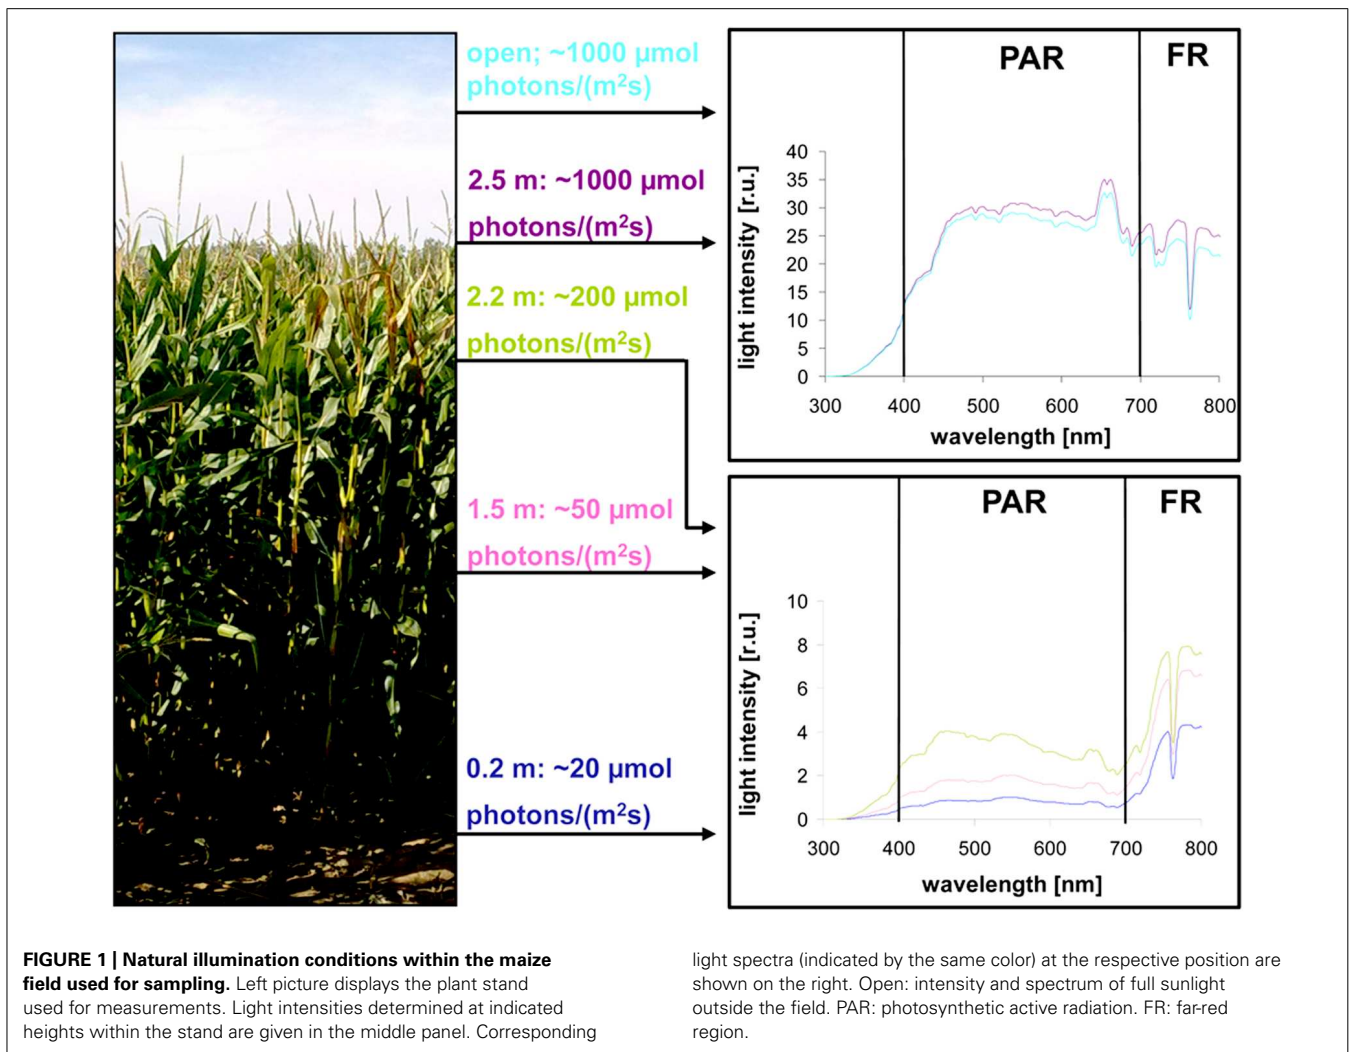 open; ~1000 µmol
photons/(m²s)
2.5 m: ~1000 µmol
photons/(m²s)
2.2 m: ~200 µmol
photons/(m²s)
1.5 m: ~50 µmol
photons/(m²s)
0.2 m: ~20 µmol
photons/(m²s)
PAR
FR
light intensity [r.u.]
40
35
30
25
20
15
10
5
0
300 400 500 600 700 800
wavelength [nm]
PAR
FR
light intensity [r.u.]
10
8
6
4
2
0
300 400 500 600 700 800
wavelength [nm]
FIGURE 1 | Natural illumination conditions within the maize
field used for sampling. Left picture displays the plant stand
used for measurements. Light intensities determined at indicated
heights within the stand are given in the middle panel. Corresponding
light spectra (indicated by the same color) at the respective position are
shown on the right. Open: intensity and spectrum of full sunlight
outside the field. PAR: photosynthetic active radiation. FR: far-red
region.